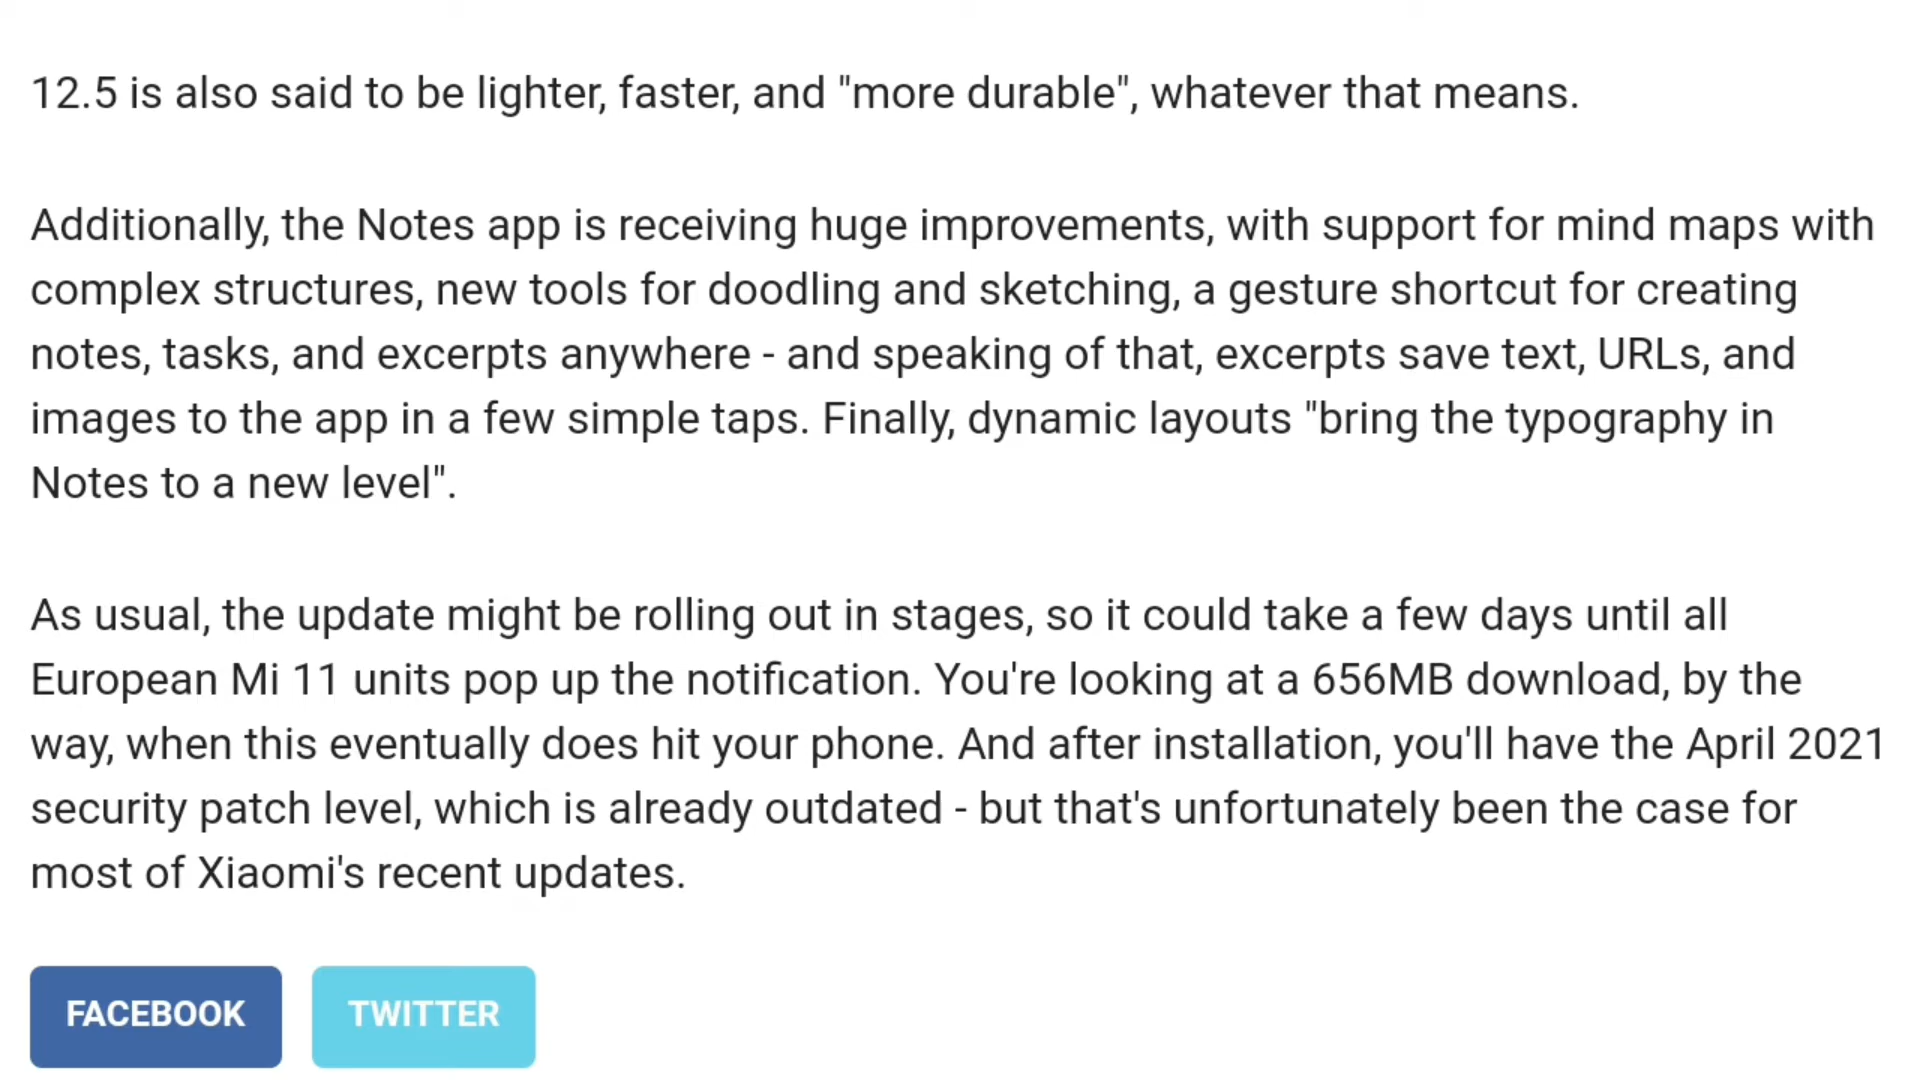 12.5 is also said to be lighter, faster, and "more durable", whatever that means.
Additionally, the Notes app is receiving huge improvements, with support for mind maps with
complex structures, new tools for doodling and sketching, a gesture shortcut for creating
notes, tasks, and excerpts anywhere - and speaking of that, excerpts save text, URLs, and
images to the app in a few simple taps. Finally, dynamic layouts "bring the typography in
Notes to a new level".
As usual, the update might be rolling out in stages, so it could take a few days until all
European Mi 11 units pop up the notification. You're looking at a 656MB download, by the
way, when this eventually does hit your phone. And after installation, you'll have the April 2021
security patch level, which is already outdated - but that's unfortunately been the case for
most of Xiaomi's recent updates.
FACEBOOK TWITTER